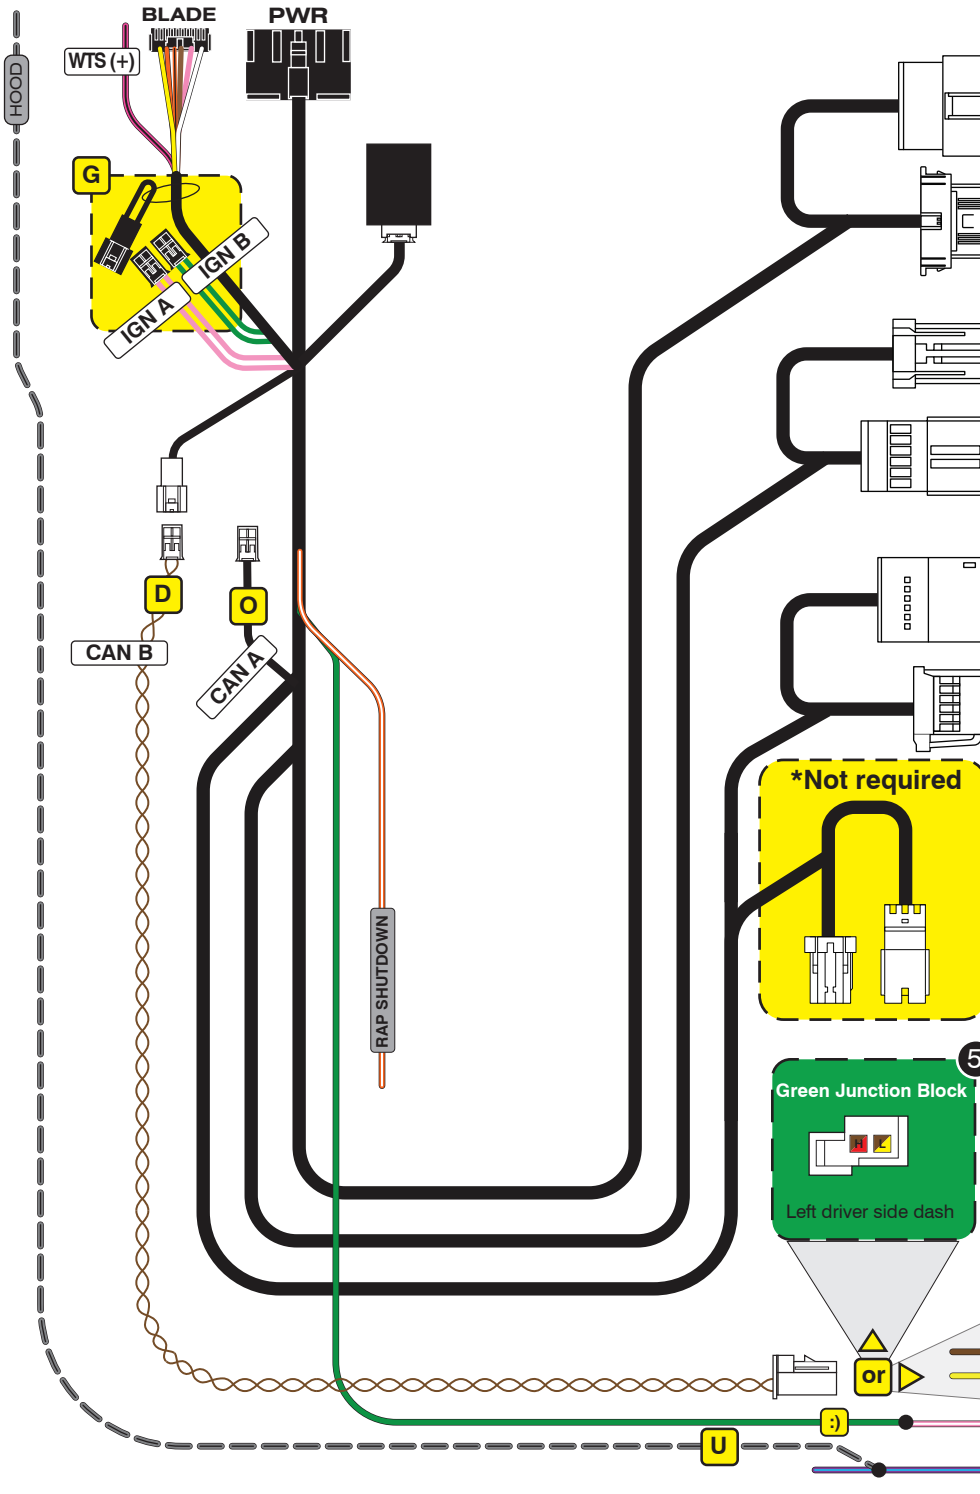 BLADE
PWR
WTS (+)
HOOD
G
IGN B
IGN A
D
O
CAN B
CAN A
*Not required
RAP SHUTDOWN
5
Green Junction Block
H L
Left driver side dash
or
:)
U